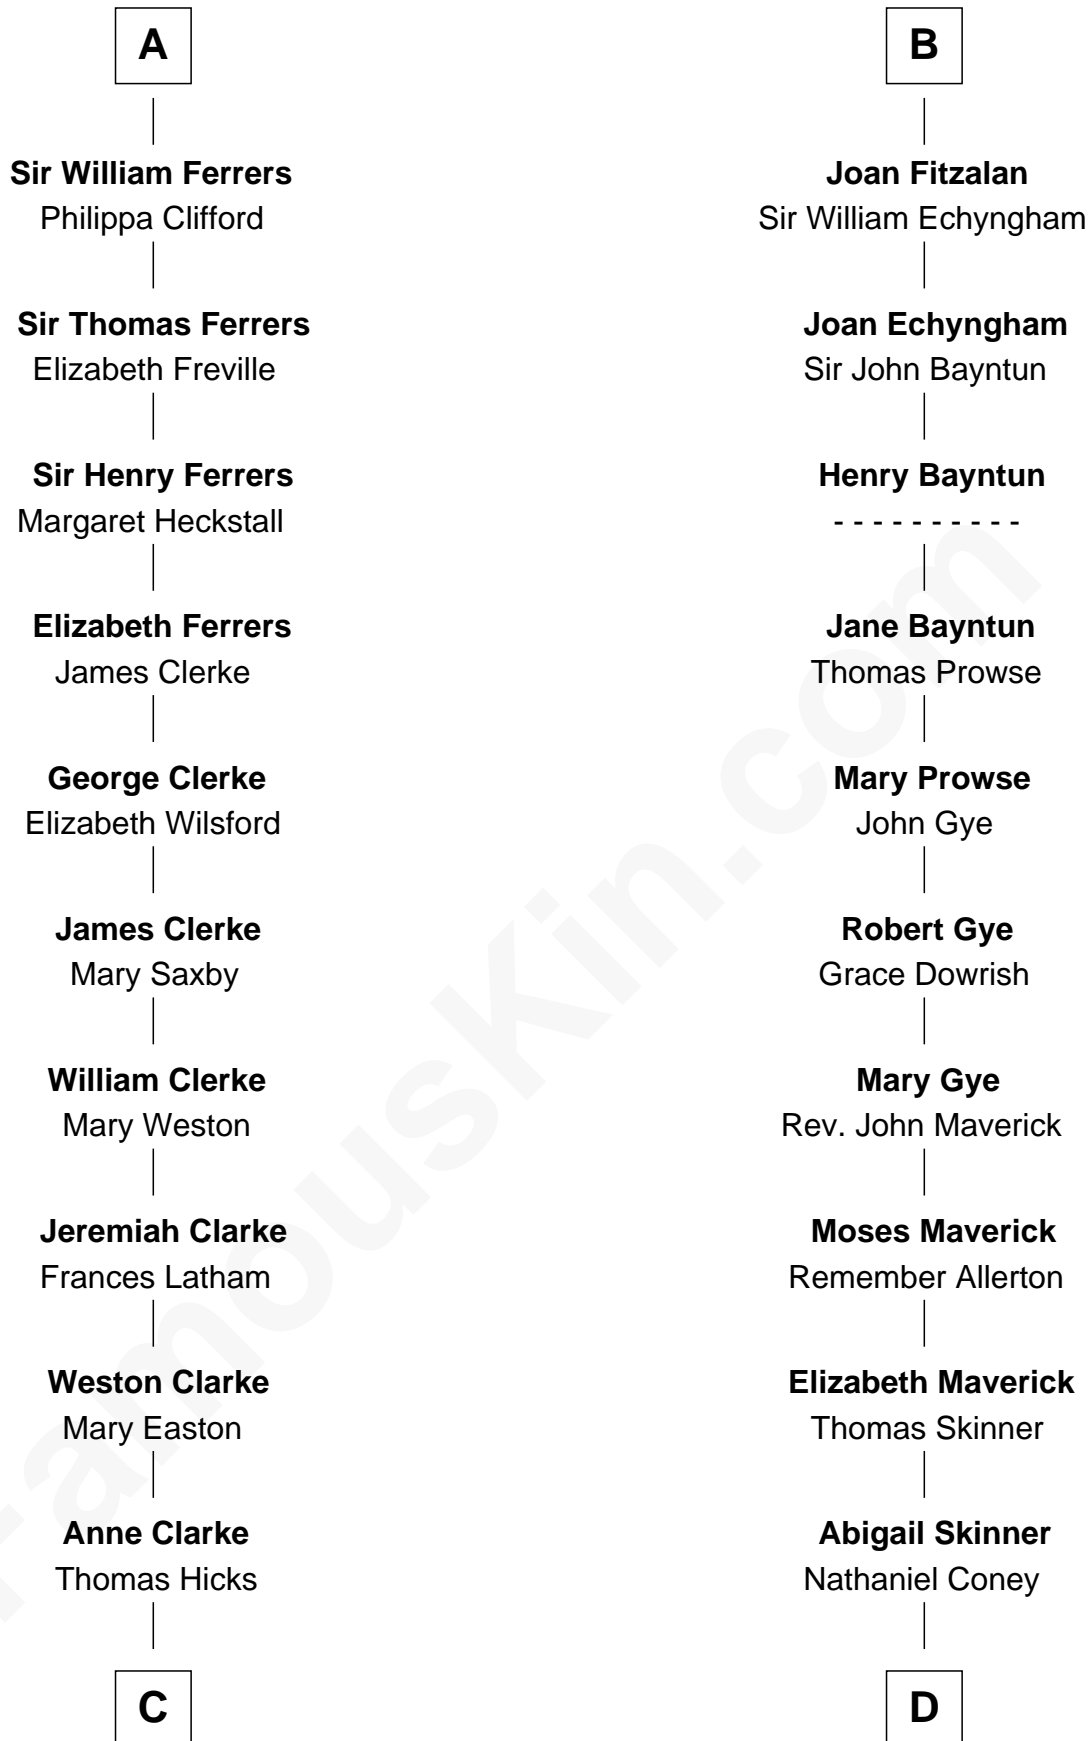 A
Sir William Ferrers
Philippa Clifford
Sir Thomas Ferrers
Elizabeth Freville
Sir Henry Ferrers
Margaret Heckstall
Elizabeth Ferrers
James Clerke
George Clerke
Elizabeth Wilsford
James Clerke
Mary Saxby
William Clerke
Mary Weston
Jeremiah Clarke
Frances Latham
Weston Clarke
Mary Easton
Anne Clarke
Thomas Hicks
C
B
Joan Fitzalan
Sir William Echyngham
Joan Echyngham
Sir John Bayntun
Henry Bayntun
- - - - - - - - - -
Jane Bayntun
Thomas Prowse
Mary Prowse
John Gye
Robert Gye
Grace Dowrish
Mary Gye
Rev. John Maverick
Moses Maverick
Remember Allerton
Elizabeth Maverick
Thomas Skinner
Abigail Skinner
Nathaniel Coney
D
FamousKin.com